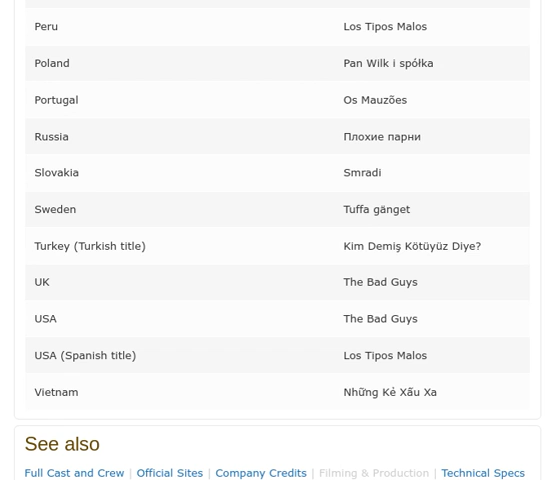 Peru Los Tipos Malos
Poland Pan Wilk i spółka
Portugal Os Mauzões
Russia Плохие парни
Slovakia Smradi
Sweden Tuffa gänget
Turkey (Turkish title) Kim Demiş Kötüyüz Diye?
UK The Bad Guys
USA The Bad Guys
USA (Spanish title) Los Tipos Malos
Vietnam Những Kẻ Xấu Xa
See also
Full Cast and Crew | Official Sites | Company Credits | Filming & Production | Technical Specs